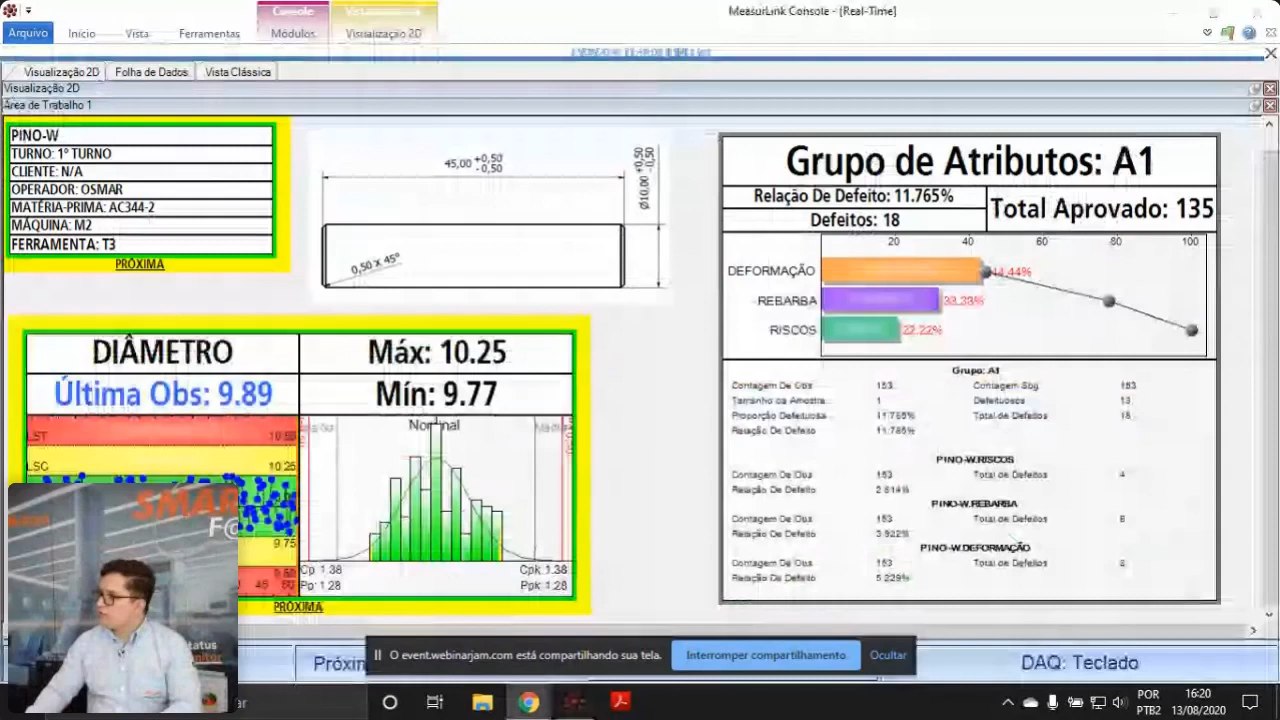 Console
Vistas
MeasurLink Console - [Real-Time]
Arquivo
Início
Vista
Ferramentas
Módulos
Visualização 2D
Visualização 2D
Folha de Dados
Vista Clássica
Visualização 2D
Área de Trabalho 1
PINO-W
TURNO: 1º TURNO
CLIENTE: N/A
OPERADOR: OSMAR
MATÉRIA-PRIMA: AC344-2
MÁQUINA: M2
FERRAMENTA: T3
PRÓXIMA
45,00 +0,50 -0,50
Ø10,00 +0,50 -0,50
0,50 X 45°
DIÂMETRO
Máx: 10.25
Última Obs: 9.89
Mín: 9.77
LST
LSC 10.25
9.75
Nominal
Cp: 1.38
Cpk: 1.38
Pp: 1.28
Ppk: 1.28
PRÓXIMA
Grupo de Atributos: A1
Relação De Defeito: 11.765%
Defeitos: 18
Total Aprovado: 135
20 40 60 80 100
DEFORMAÇÃO 44.44%
REBARBA 33.33%
RISCOS 22.22%
Grupo: A1
Contagem De Obs 153 Contagem Sbg 153
Tamanho da Amostra 1 Defeituosos
Proporção Defeituosa 11.765% Total de Defeitos 18
Relação De Defeito 11.765%
PINO-W.RISCOS
Contagem De Obs 153 Total de Defeitos 4
Relação De Defeito 2.614%
PINO-W.REBARBA
Contagem De Obs 153 Total de Defeitos 6
Relação De Defeito 3.922%
PINO-W.DEFORMAÇÃO
Contagem De Obs 153 Total de Defeitos 8
Relação De Defeito 5.229%
SMAR
F@
DAQ: Teclado
O event.webinarjam.com está compartilhando sua tela.
Interromper compartilhamento.
Ocultar
POR
PTB2
16:20
13/08/2020